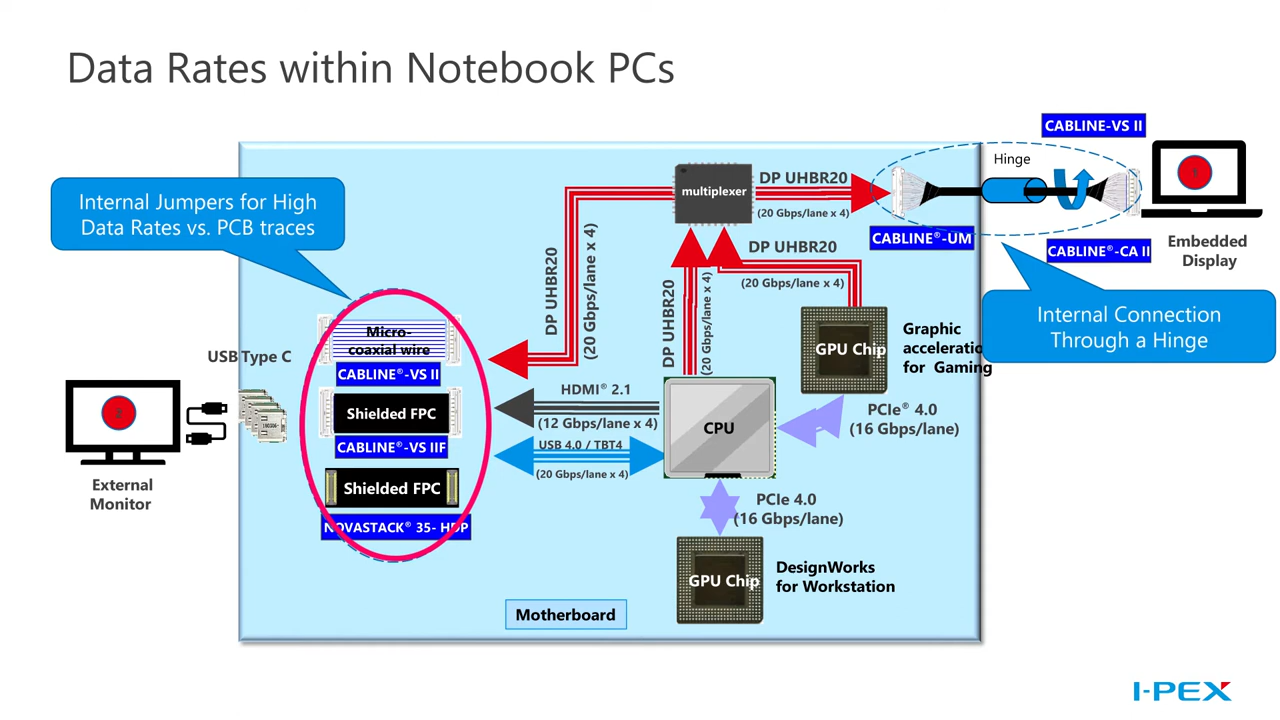 Data Rates within Notebook PCs
CABLINE-VS II
Hinge
multiplexer
DP UHBR20
(20 Gbps/lane x 4)
Internal Jumpers for High
Data Rates vs. PCB traces
CABLINE®-UM
CABLINE®-CA II
Embedded
Display
DP UHBR20
(20 Gbps/lane x 4)
DP UHBR20
(20 Gbps/lane x 4)
DP UHBR20
(20 Gbps/lane x 4)
Internal Connection
Through a Hinge
Micro-
coaxial wire
CABLINE®-VS II
USB Type C
GPU Chip
Graphic
acceleratio
for Gaming
HDMI® 2.1
(12 Gbps/lane x 4)
Shielded FPC
CABLINE®-VS IIF
CPU
PCIe® 4.0
(16 Gbps/lane)
USB 4.0 / TBT4
(20 Gbps/lane x 4)
External
Monitor
Shielded FPC
NOVASTACK® 35- HDP
PCIe 4.0
(16 Gbps/lane)
GPU Chip
DesignWorks
for Workstation
Motherboard
I-PEX